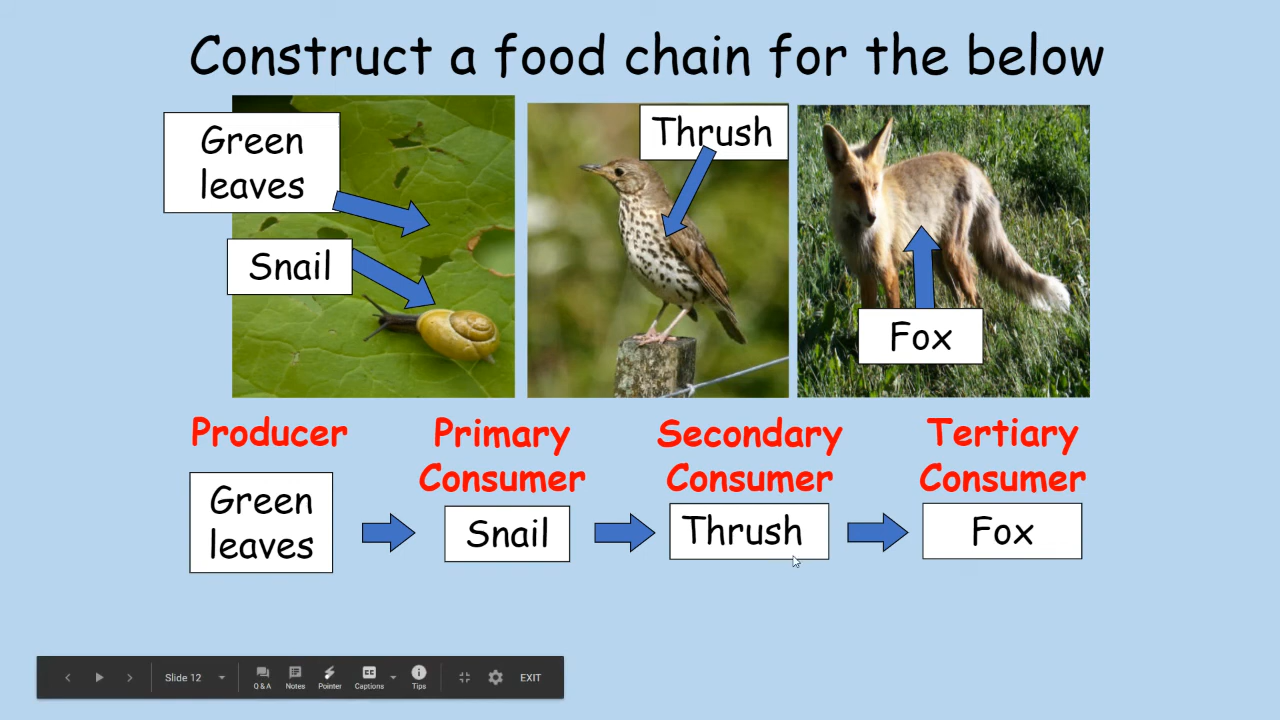 Construct a food chain for the below
Green
leaves
Snail
Thrush
Fox
Producer
Primary
Consumer
Secondary
Consumer
Tertiary
Consumer
Green
leaves
Snail
Thrush
Fox
Slide 12
Q & A
Notes
Pointer
Captions
Tips
EXIT